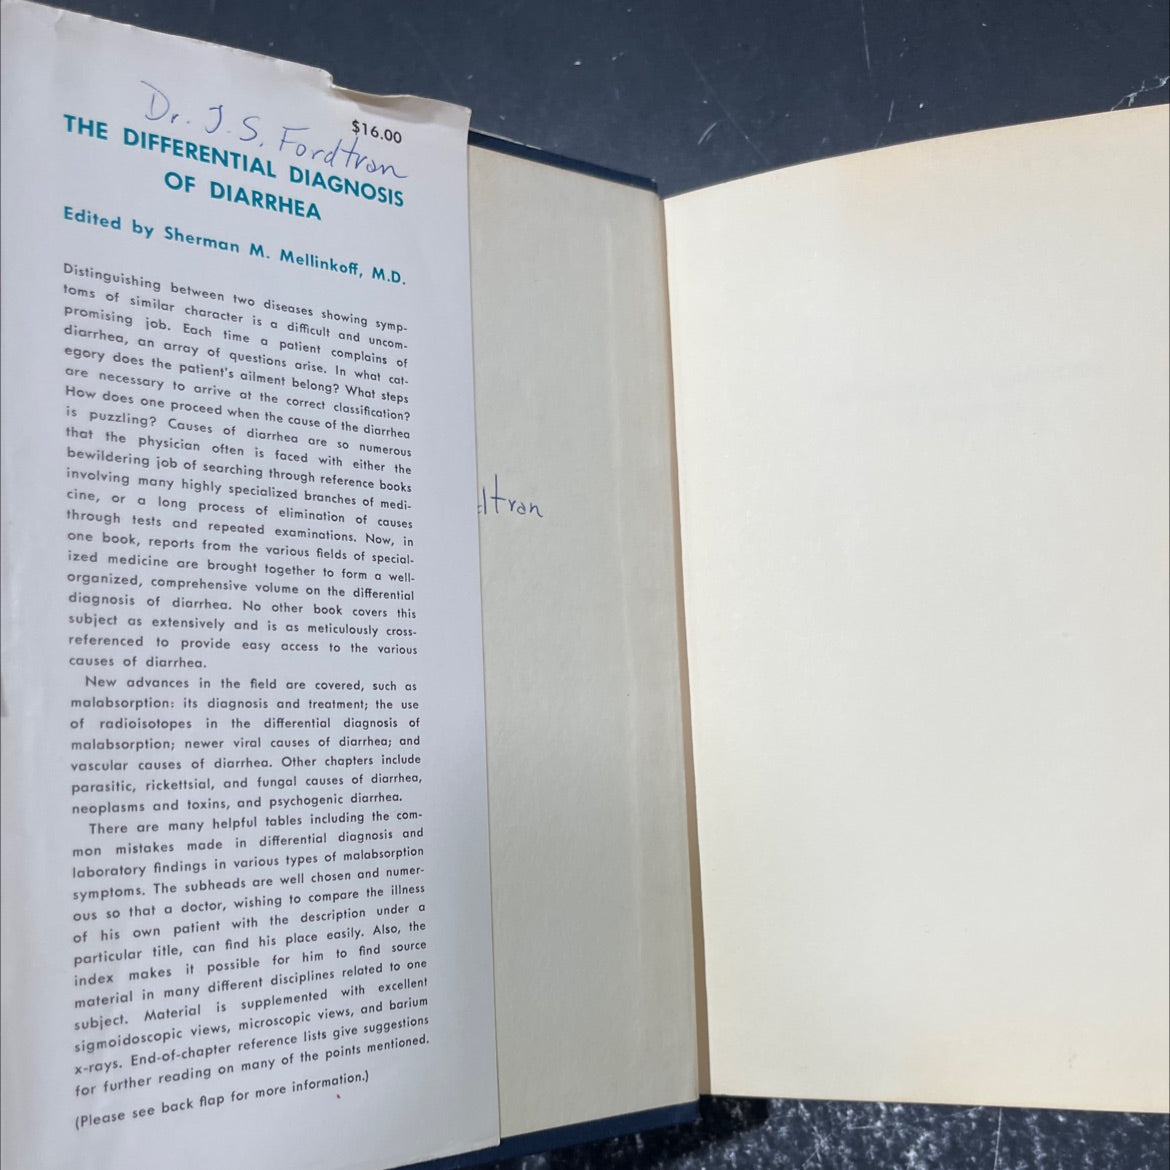 Dr. J. S. Fordtran
$16.00
THE DIFFERENTIAL DIAGNOSIS
OF DIARRHEA
Edited by Sherman M. Mellinkoff, M.D.
Distinguishing between two diseases showing symp-
toms of similar character is a difficult and uncom-
promising job. Each time a patient complains of
diarrhea, an array of questions arise. In what cat-
egory does the patient's ailment belong? What steps
are necessary to arrive at the correct classification?
How does one proceed when the cause of the diarrhea
is puzzling? Causes of diarrhea are so numerous
that the physician often is faced with either the
bewildering job of searching through reference books
involving many highly specialized branches of medi-
cine, or a long process of elimination of causes
through tests and repeated examinations. Now, in
one book, reports from the various fields of special-
ized medicine are brought together to form a well-
organized, comprehensive volume on the differential
diagnosis of diarrhea. No other book covers this
subject as extensively and is as meticulously cross-
referenced to provide easy access to the various
causes of diarrhea.
New advances in the field are covered, such as
malabsorption: its diagnosis and treatment; the use
of radioisotopes in the differential diagnosis of
malabsorption; newer viral causes of diarrhea; and
vascular causes of diarrhea. Other chapters include
parasitic, rickettsial, and fungal causes of diarrhea,
neoplasms and toxins, and psychogenic diarrhea.
There are many helpful tables including the com-
mon mistakes made in differential diagnosis and
laboratory findings in various types of malabsorption
symptoms. The subheads are well chosen and numer-
ous so that a doctor, wishing to compare the illness
of his own patient with the description under a
particular title, can find his place easily. Also, the
index makes it possible for him to find source
material in many different disciplines related to one
subject. Material is supplemented with excellent
sigmoidoscopic views, microscopic views, and barium
x-rays. End-of-chapter reference lists give suggestions
for further reading on many of the points mentioned.
(Please see back flap for more information.)
dtran